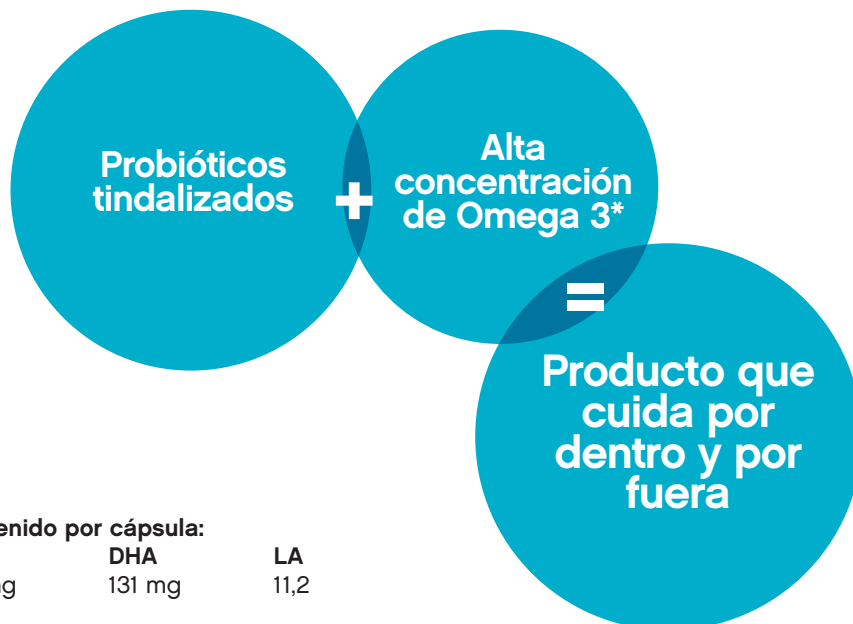 Probióticos
tindalizados
+
Alta
concentración
de Omega 3*
=
Producto que
cuida por
dentro y por
fuera
por cápsula:
DHA LA
131 mg 11,2